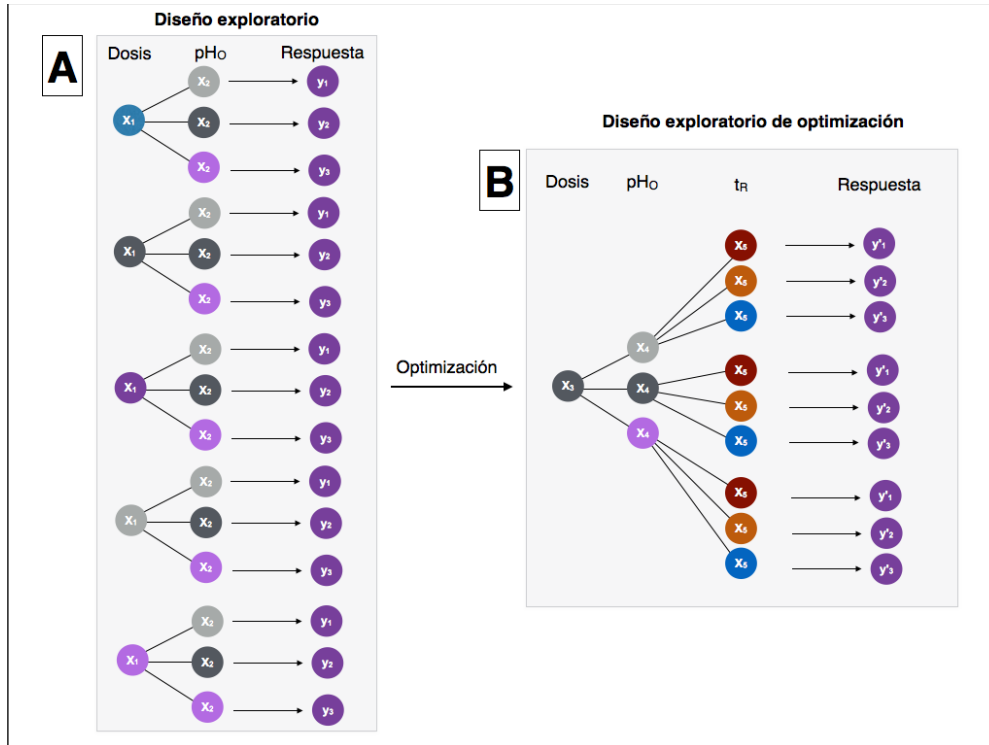 Diseño exploratorio
A
Dosis pHO Respuesta
X2 y1
X1 X2 y2
X2 y3
X2 y1
X1 X2 y2
X2 y3
X2 y1
X1 X2 y2
X2 y3
X2 y1
X1 X2 y2
X2 y3
X2 y1
X1 X2 y2
X2 y3
Optimización
Diseño exploratorio de optimización
B
Dosis pHO tR Respuesta
X5 y'1
X5 y'2
X5 y'3
X4
X5 y'1
X3 X4
X5 y'2
X4
X5 y'3
X5 y'1
X5 y'2
X5 y'3